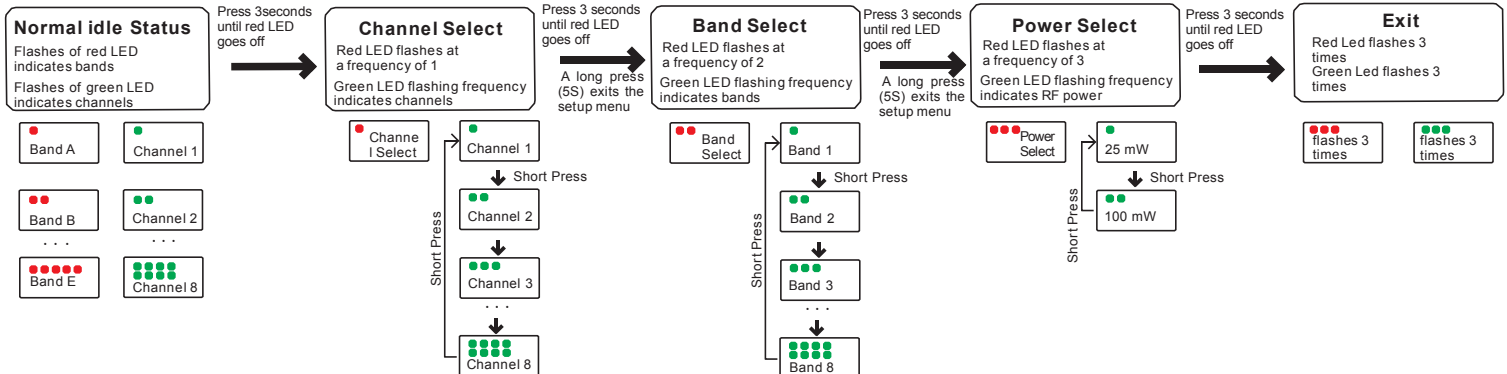 Normal idle Status
Flashes of red LED
indicates bands
Flashes of green LED
indicates channels
Press 3seconds
until red LED
goes off
Channel Select
Red LED flashes at
a frequency of 1
Green LED flashing frequency
indicates channels
Press 3 seconds
until red LED
goes off
A long press
(5S) exits the
setup menu
Band Select
Red LED flashes at
a frequency of 2
Green LED flashing frequency
indicates bands
Press 3 seconds
until red LED
goes off
A long press
(5S) exits the
setup menu
Power Select
Red LED flashes at
a frequency of 3
Green LED flashing frequency
indicates RF power
Press 3 seconds
until red LED
goes off
Exit
Red Led flashes 3
times
Green Led flashes 3
times
Band A
Channel 1
Band B
Channel 2
. . .
. . .
Band E
Channel 8
Channe
l Select
Channel 1
Short Press
Channel 2
Channel 3
. . .
Channel 8
Short Press
Band
Select
Band 1
Short Press
Band 2
Band 3
. . .
Band 8
Short Press
Power
Select
25 mW
Short Press
100 mW
Short Press
flashes 3
times
flashes 3
times